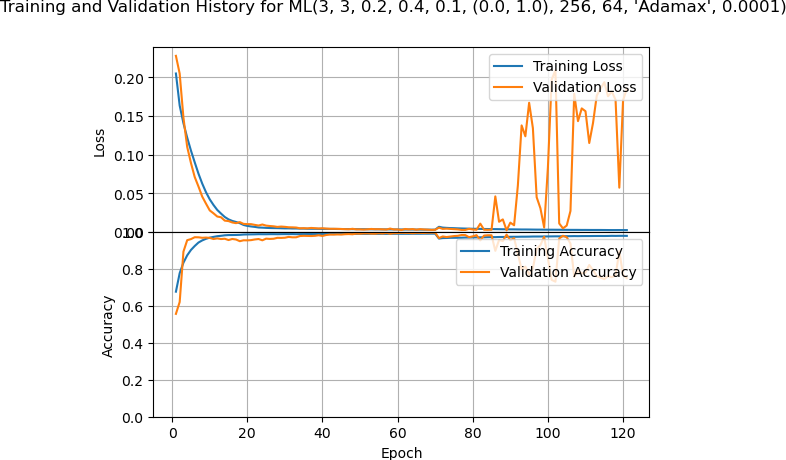 Training and Validation History for ML(3, 3, 0.2, 0.4, 0.1, (0.0, 1.0), 256, 64, 'Adamax', 0.0001)
Training Loss
Validation Loss
Loss
0.20
0.15
0.10
0.05
0.00
1.0
Training Accuracy
Validation Accuracy
Accuracy
0.8
0.6
0.4
0.2
0.0
0 20 40 60 80 100 120
Epoch